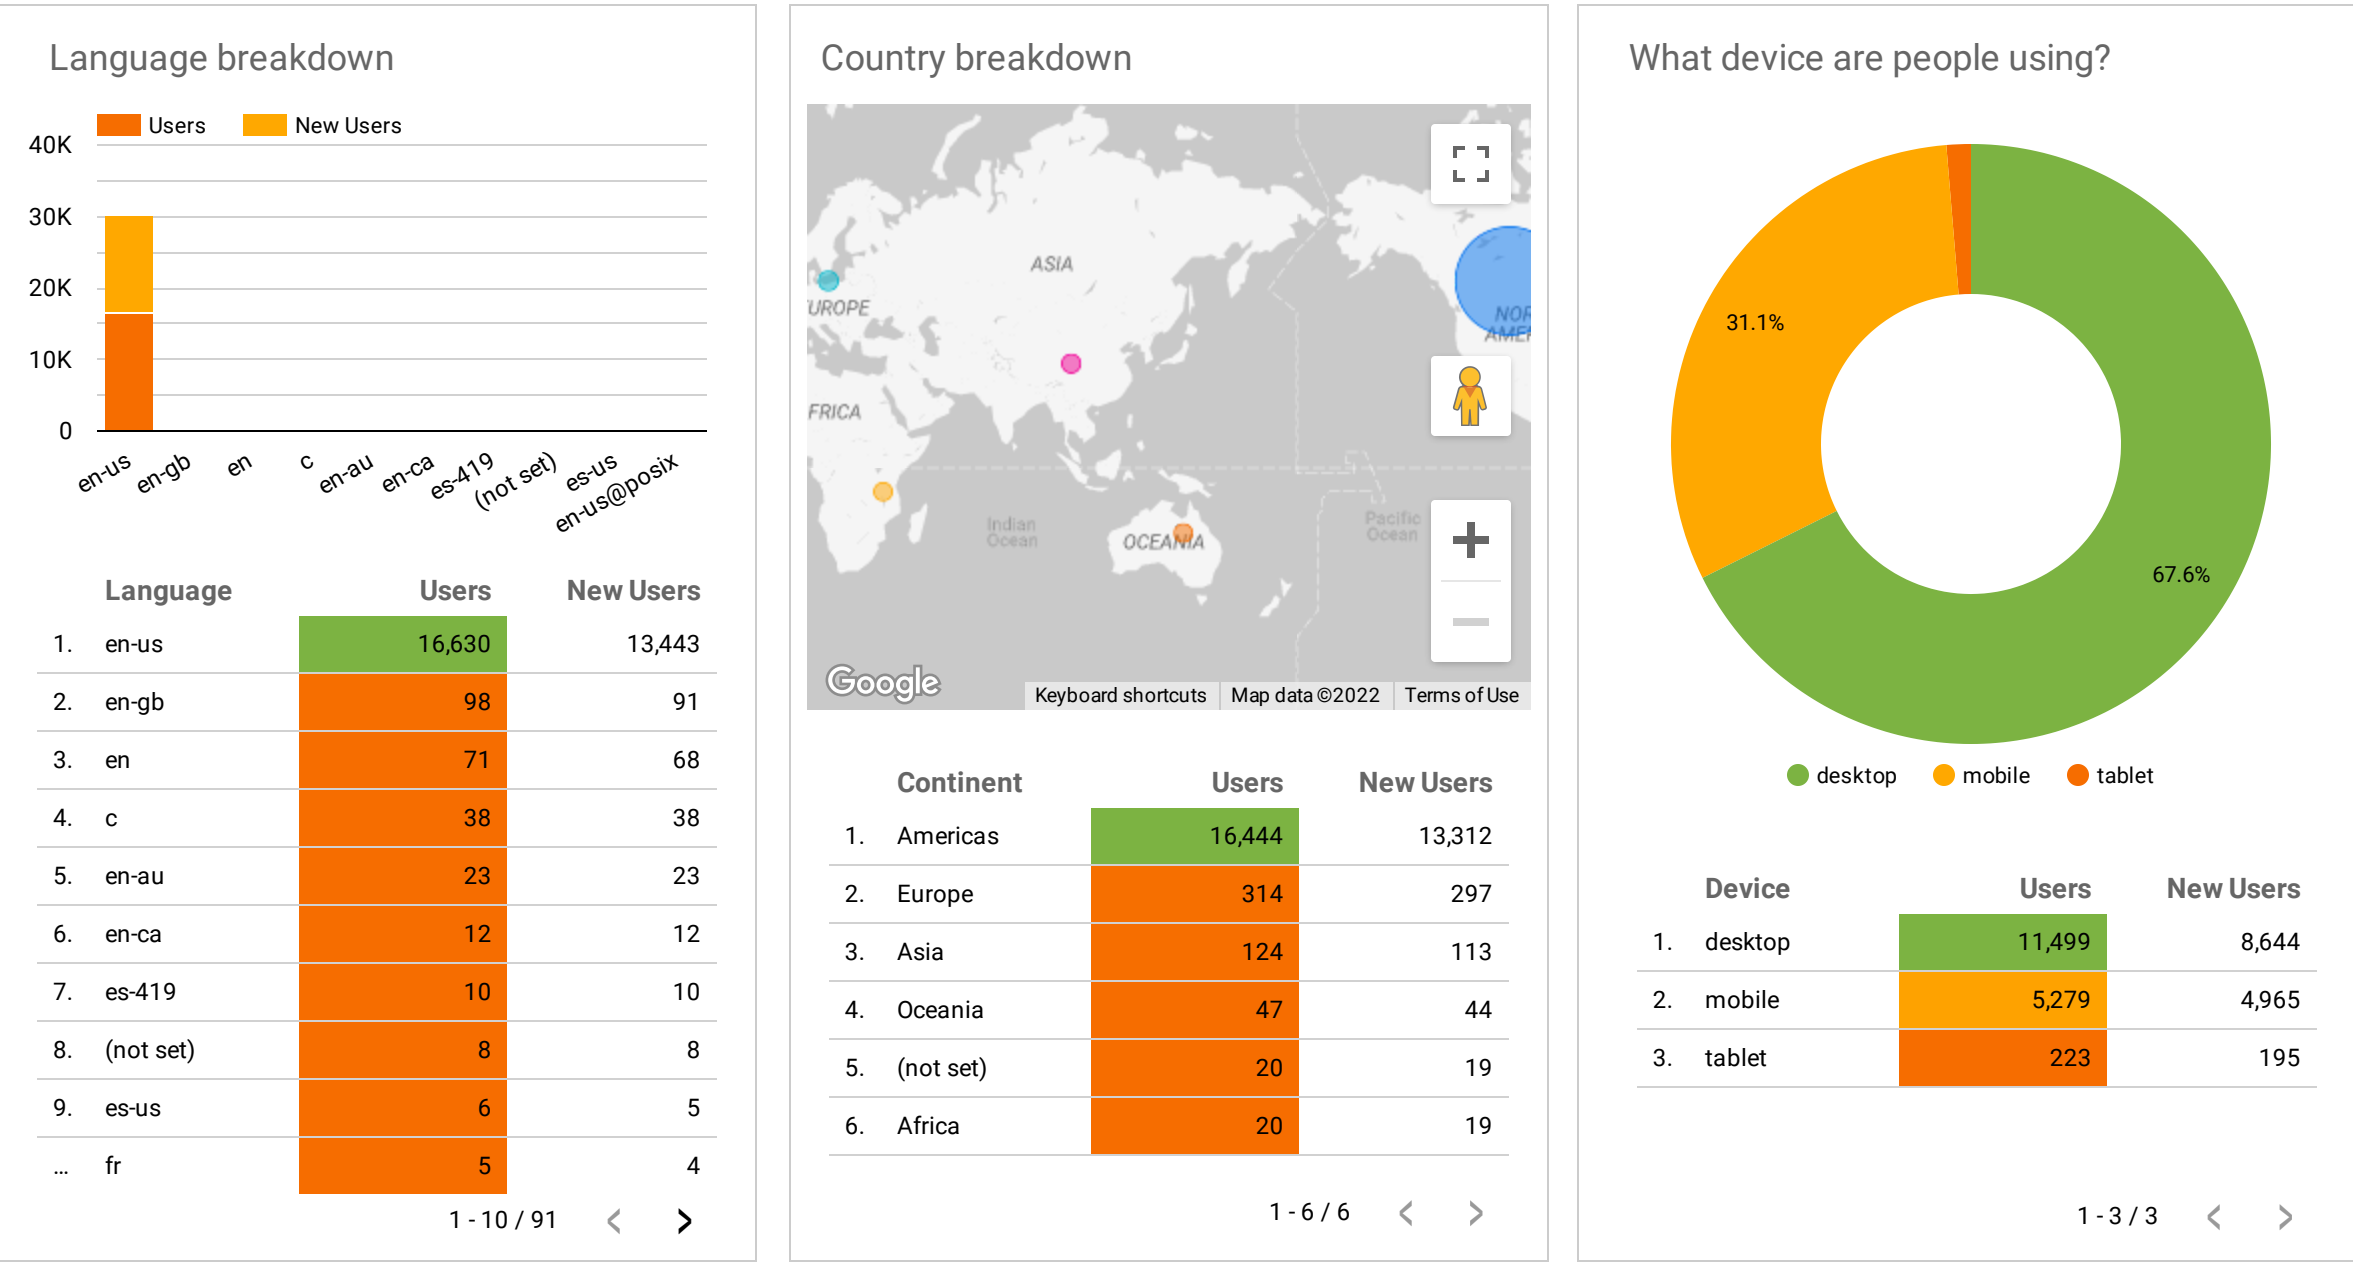 Language breakdown
Users New Users
40K
30K
20K
10K
0
en-us en-gb en c en-au en-ca es-419 (not set) es-us en-us@posix
Language Users New Users
1. en-us 16,630 13,443
2. en-gb 98 91
3. en 71 68
4. c 38 38
5. en-au 23 23
6. en-ca 12 12
7. es-419 10 10
8. (not set) 8 8
9. es-us 6 5
... fr 5 4
1 - 10 / 91 < >
Country breakdown
ASIA
UROPE
NOR
AMER
FRICA
Indian
Ocean
OCEANIA
Pacific
Ocean
+
Google
Keyboard shortcuts Map data ©2022 Terms of Use
Continent Users New Users
1. Americas 16,444 13,312
2. Europe 314 297
3. Asia 124 113
4. Oceania 47 44
5. (not set) 20 19
6. Africa 20 19
1 - 6 / 6 < >
What device are people using?
31.1%
67.6%
desktop mobile tablet
Device Users New Users
1. desktop 11,499 8,644
2. mobile 5,279 4,965
3. tablet 223 195
1 - 3 / 3 < >